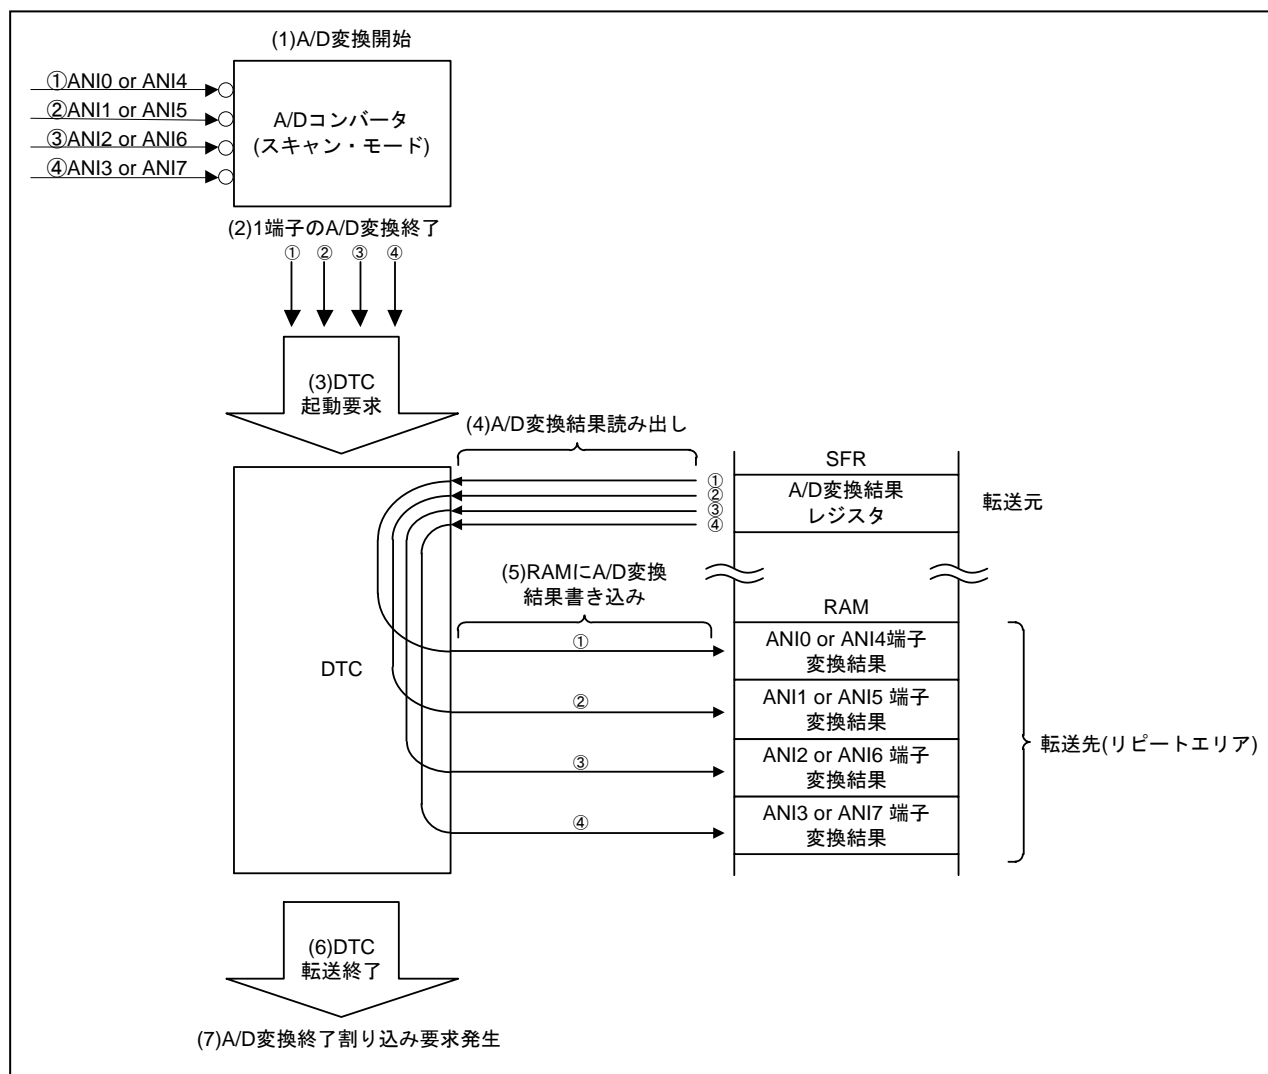 (1)A/D変換開始
①ANI0 or ANI4
②ANI1 or ANI5
③ANI2 or ANI6
④ANI3 or ANI7
A/Dコンバータ
(スキャン・モード)
(2)1端子のA/D変換終了
① ② ③ ④
(3)DTC
起動要求
(4)A/D変換結果読み出し
①
②
③
④
SFR
A/D変換結果
レジスタ
転送元
(5)RAMにA/D変換
結果書き込み
RAM
DTC
①
②
③
④
ANI0 or ANI4端子
変換結果
ANI1 or ANI5 端子
変換結果
ANI2 or ANI6 端子
変換結果
ANI3 or ANI7 端子
変換結果
転送先(リピートエリア)
(6)DTC
転送終了
(7)A/D変換終了割り込み要求発生